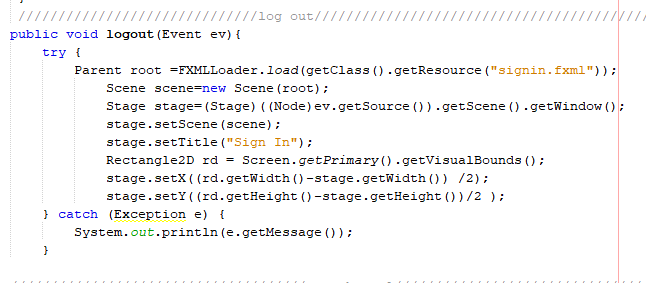 }
//////////////////////////////log out//////////////////////////////////////////
public void logout(Event ev){
try {
Parent root =FXMLLoader.load(getClass().getResource("signin.fxml"));
Scene scene=new Scene(root);
Stage stage=(Stage)((Node)ev.getSource()).getScene().getWindow();
stage.setScene(scene);
stage.setTitle("Sign In");
Rectangle2D rd = Screen.getPrimary().getVisualBounds();
stage.setX((rd.getWidth()-stage.getWidth()) /2);
stage.setY((rd.getHeight()-stage.getHeight())/2 );
} catch (Exception e) {
System.out.println(e.getMessage());
}